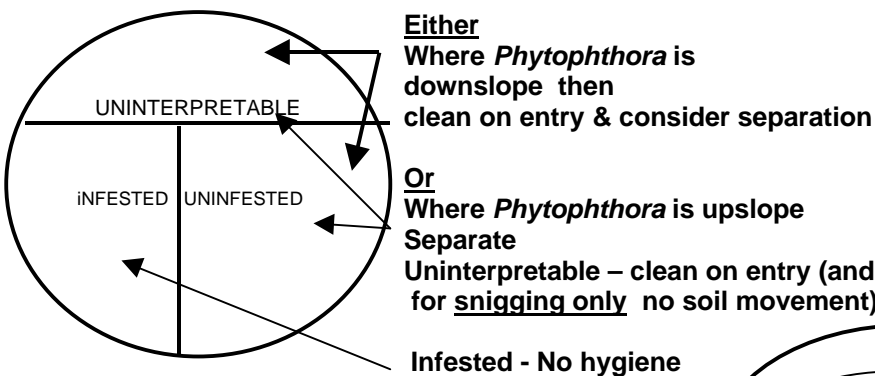 UNINTERPRETABLE
iNFESTED
UNINFESTED
Either
Where Phytophthora is
downslope then
clean on entry & consider separation
Or
Where Phytophthora is upslope
Separate
Uninterpretable – clean on entry (and
for snigging only no soil movement)
Infested - No hygiene